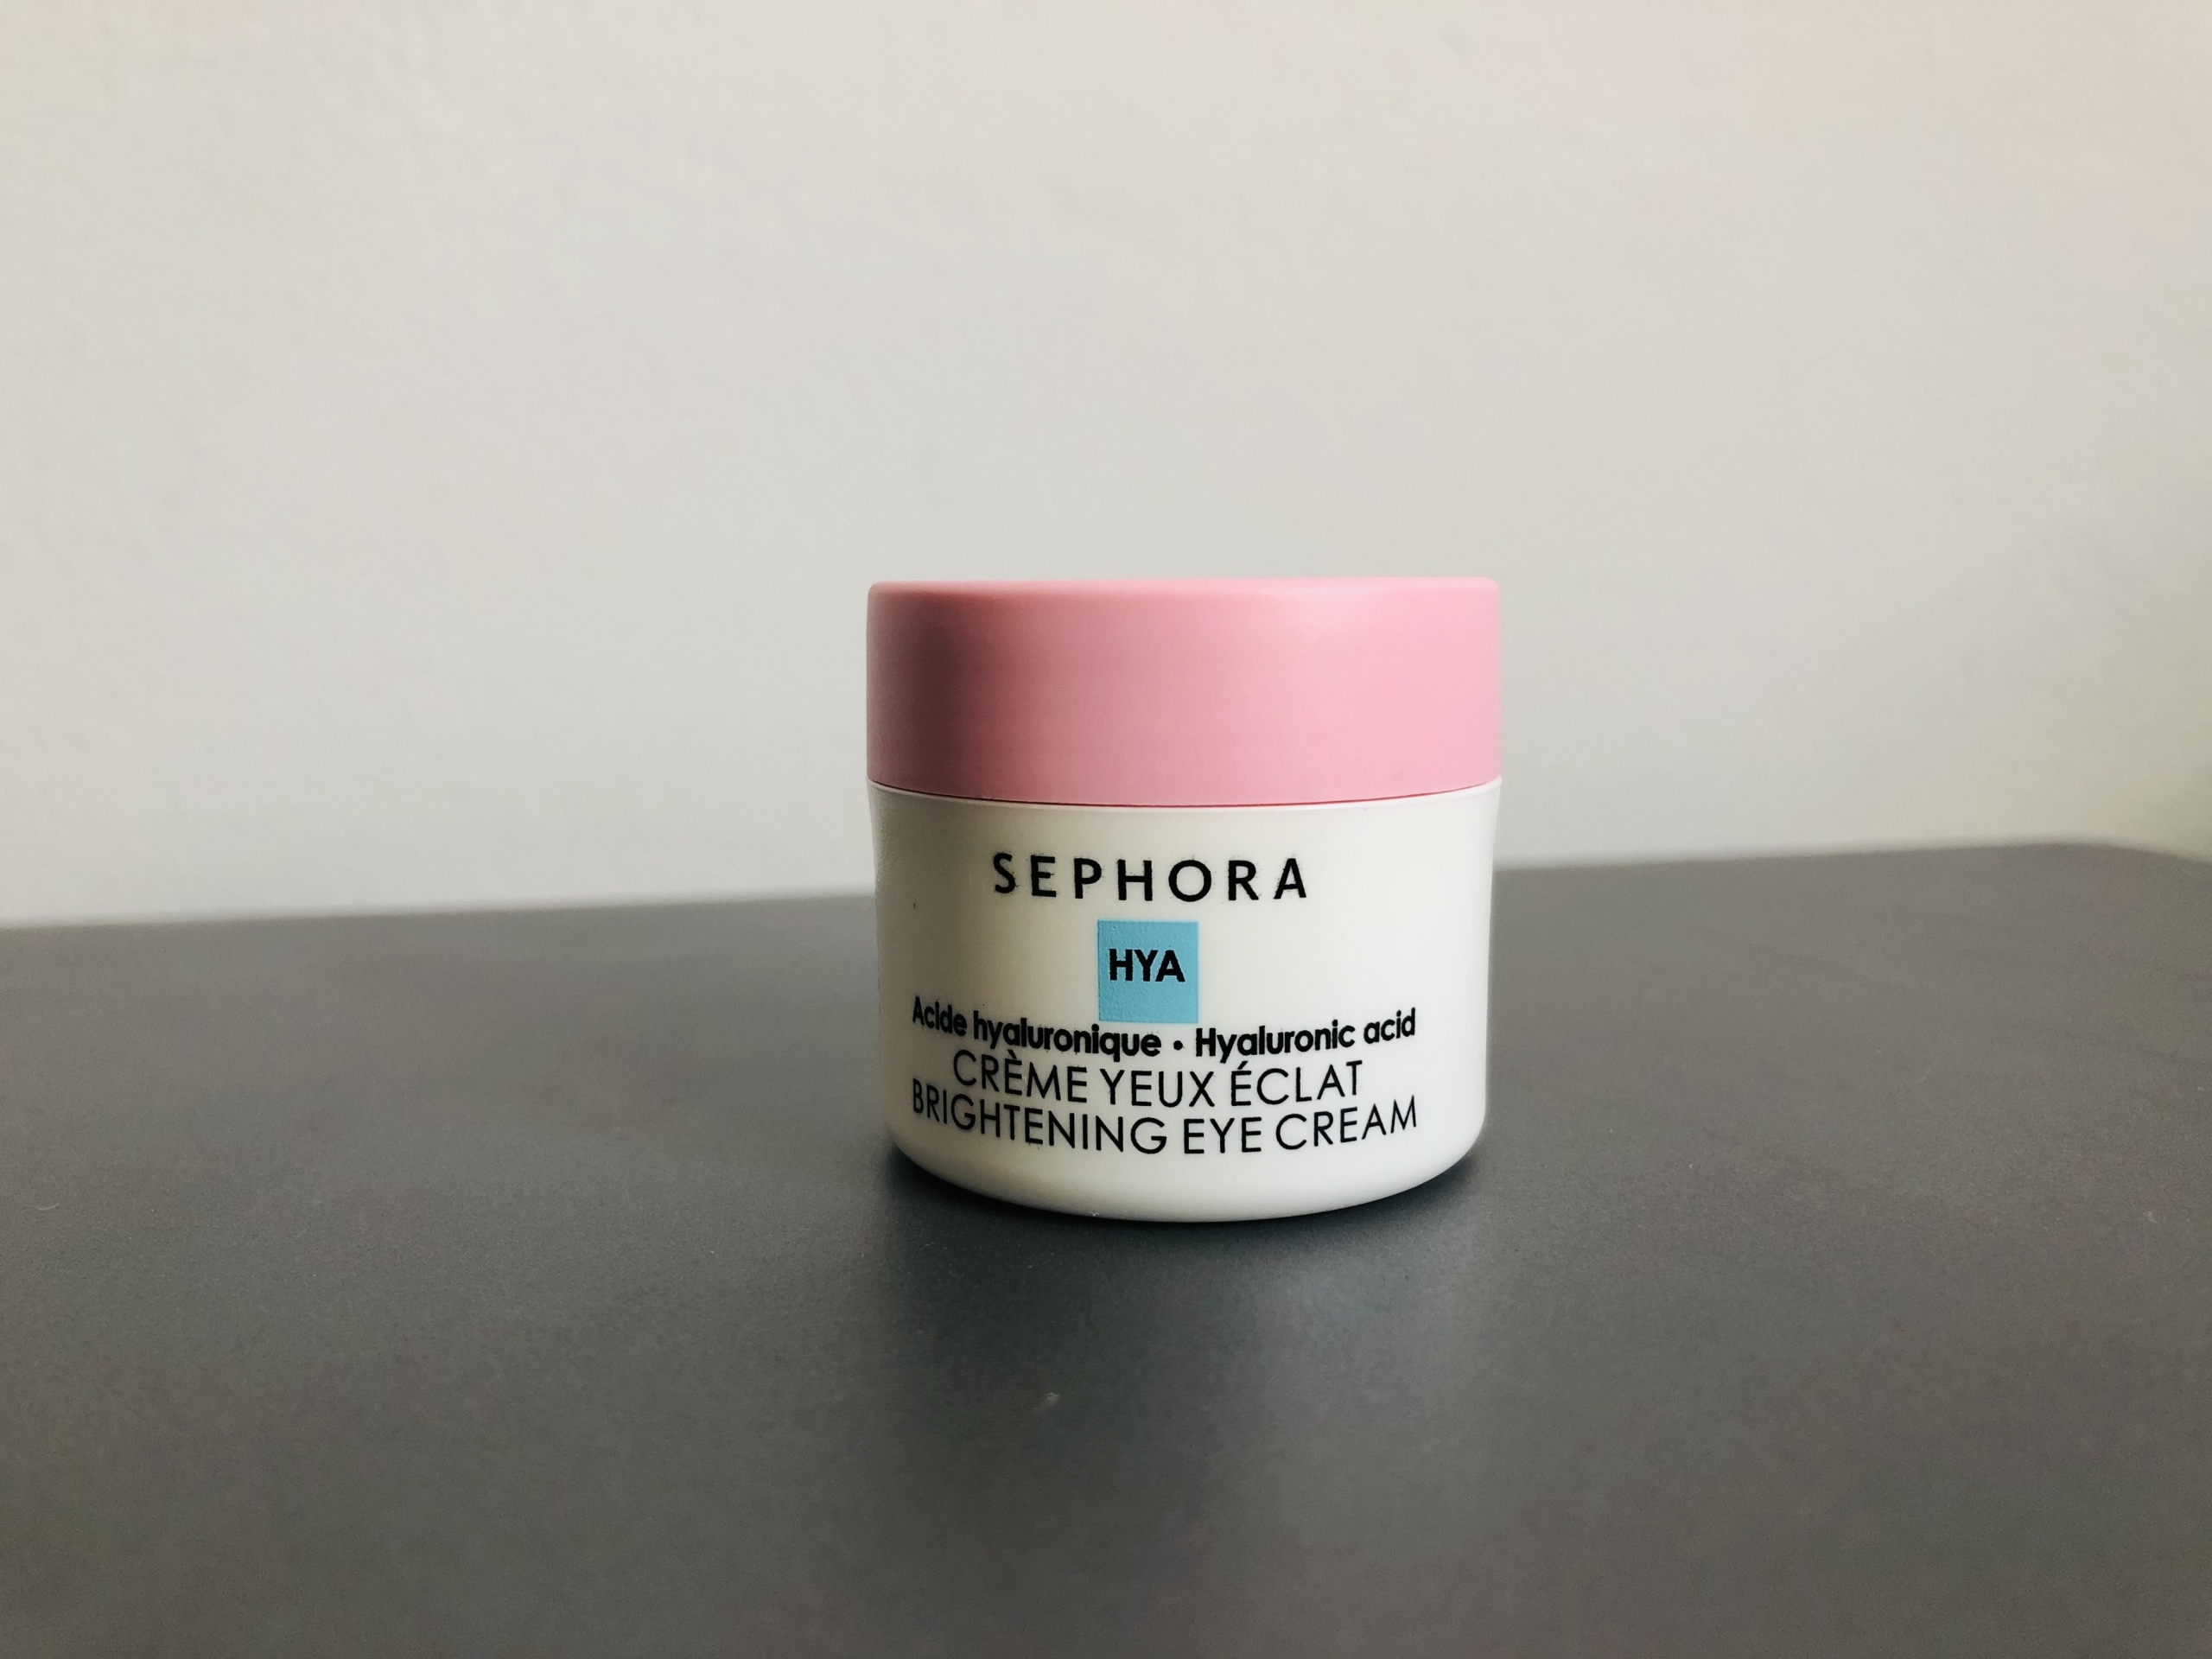 SEPHORA
HYA
Acide hyaluronique • Hyaluronic acid
CRÈME YEUX ÉCLAT
BRIGHTENING EYE CREAM